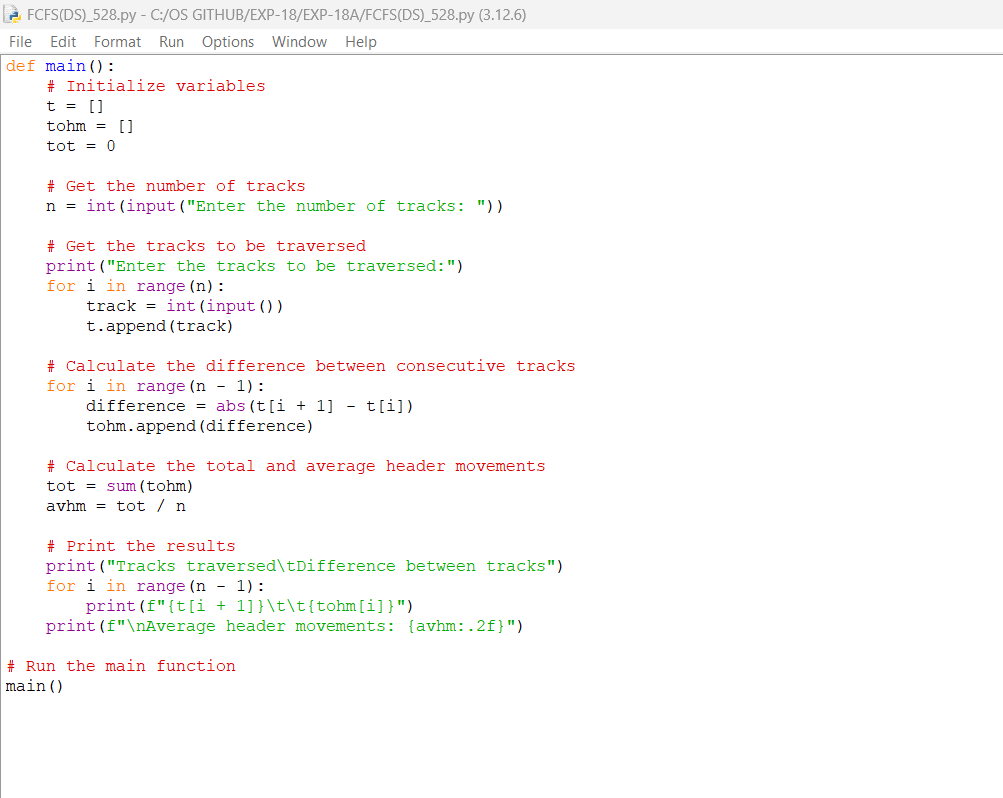 FCFS(DS)_528.py - C:/OS GITHUB/EXP-18/EXP-18A/FCFS(DS)_528.py (3.12.6)
File Edit Format Run Options Window Help
def main():
    # Initialize variables
    t = []
    tohm = []
    tot = 0

    # Get the number of tracks
    n = int(input("Enter the number of tracks: "))

    # Get the tracks to be traversed
    print("Enter the tracks to be traversed:")
    for i in range(n):
        track = int(input())
        t.append(track)

    # Calculate the difference between consecutive tracks
    for i in range(n - 1):
        difference = abs(t[i + 1] - t[i])
        tohm.append(difference)

    # Calculate the total and average header movements
    tot = sum(tohm)
    avhm = tot / n

    # Print the results
    print("Tracks traversed\tDifference between tracks")
    for i in range(n - 1):
        print(f"{t[i + 1]}\t\t{tohm[i]}")
    print(f"\nAverage header movements: {avhm:.2f}")

# Run the main function
main()